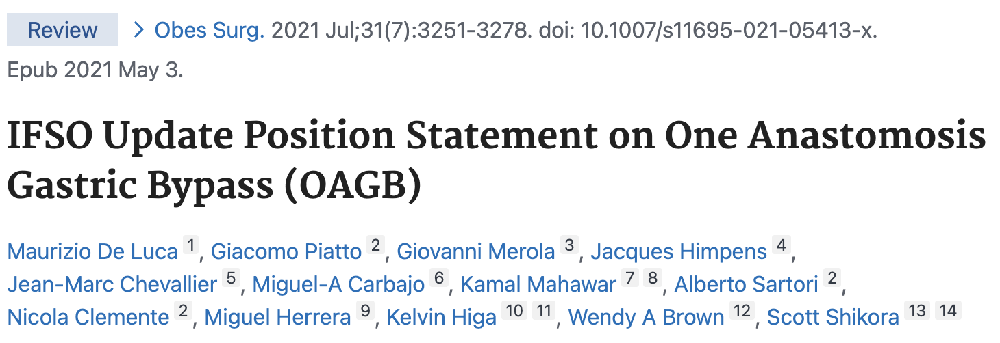 Review > Obes Surg. 2021 Jul;31(7):3251-3278. doi: 10.1007/s11695-021-05413-x.
Epub 2021 May 3.
IFSO Update Position Statement on One Anastomosis
Gastric Bypass (OAGB)
Maurizio De Luca 1, Giacomo Piatto 2, Giovanni Merola 3, Jacques Himpens 4,
Jean-Marc Chevallier 5, Miguel-A Carbajo 6, Kamal Mahawar 7 8, Alberto Sartori 2,
Nicola Clemente 2, Miguel Herrera 9, Kelvin Higa 10 11, Wendy A Brown 12, Scott Shikora 13 14